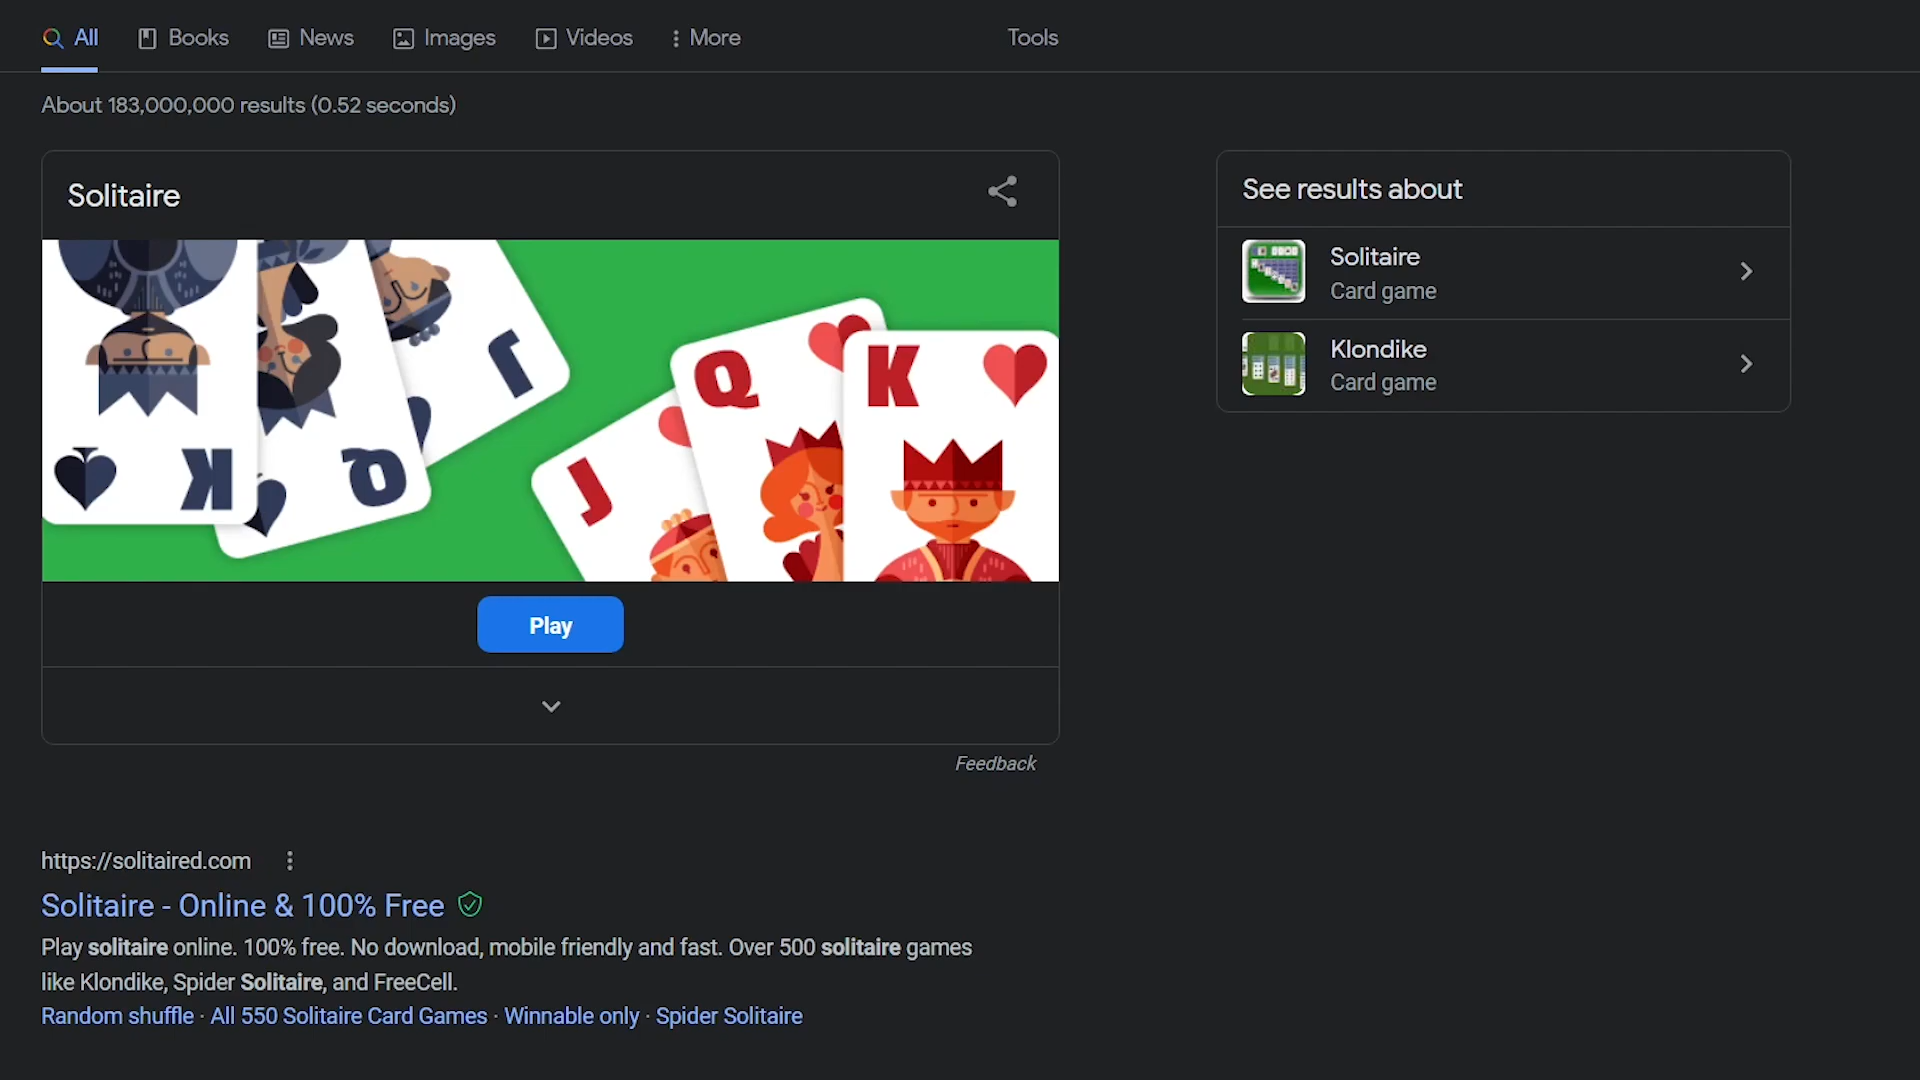 All
Books
News
Images
Videos
More
Tools
About 183,000,000 results (0.52 seconds)
Solitaire
K
Q
J
J
Q
K
Play
Feedback
See results about
Solitaire
Card game
Klondike
Card game
https://solitaired.com
Solitaire - Online & 100% Free
Play solitaire online. 100% free. No download, mobile friendly and fast. Over 500 solitaire games
like Klondike, Spider Solitaire, and FreeCell.
Random shuffle · All 550 Solitaire Card Games · Winnable only · Spider Solitaire